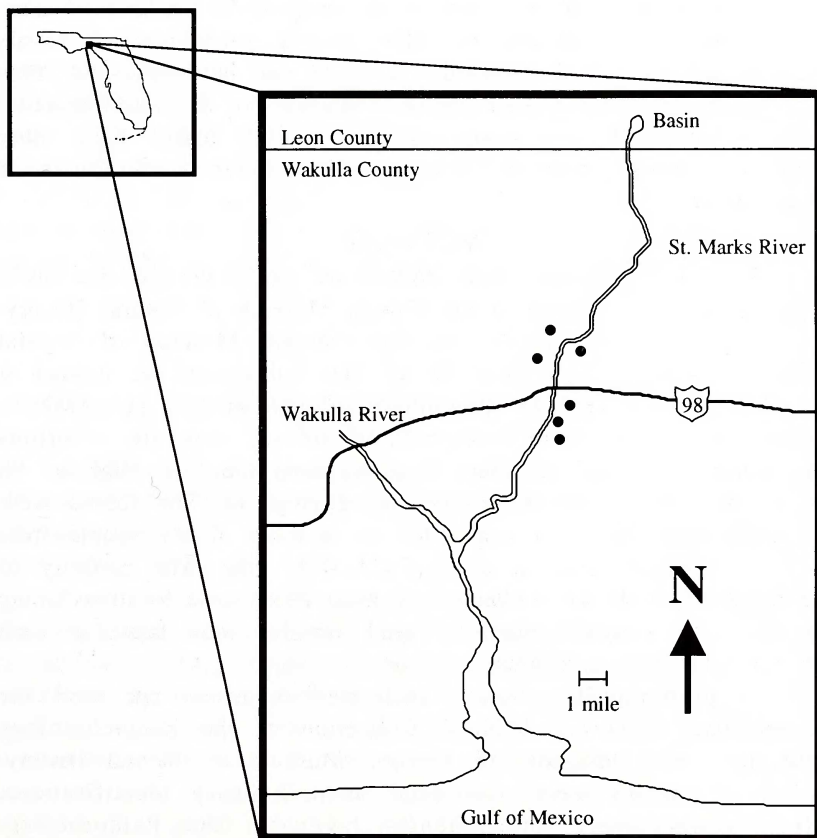 Basin
Leon County
Wakulla County
St. Marks River
98
Wakulla River
N
1 mile
Gulf of Mexico